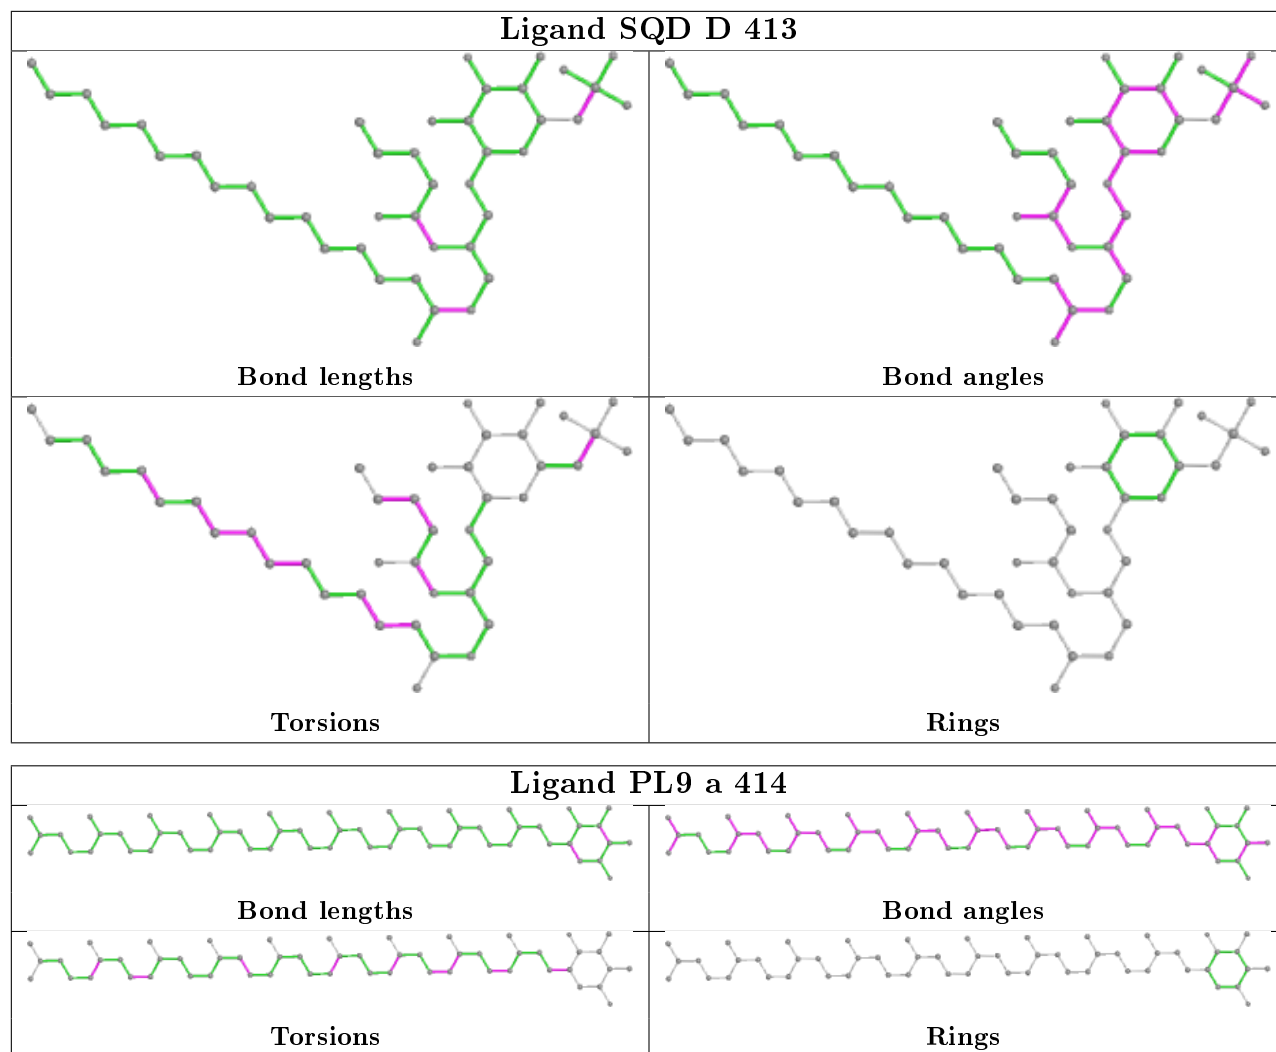 Ligand SQD D 413
Bond lengths
Bond angles
Torsions
Rings
Ligand PL9 a 414
Bond lengths
Bond angles
Torsions
Rings